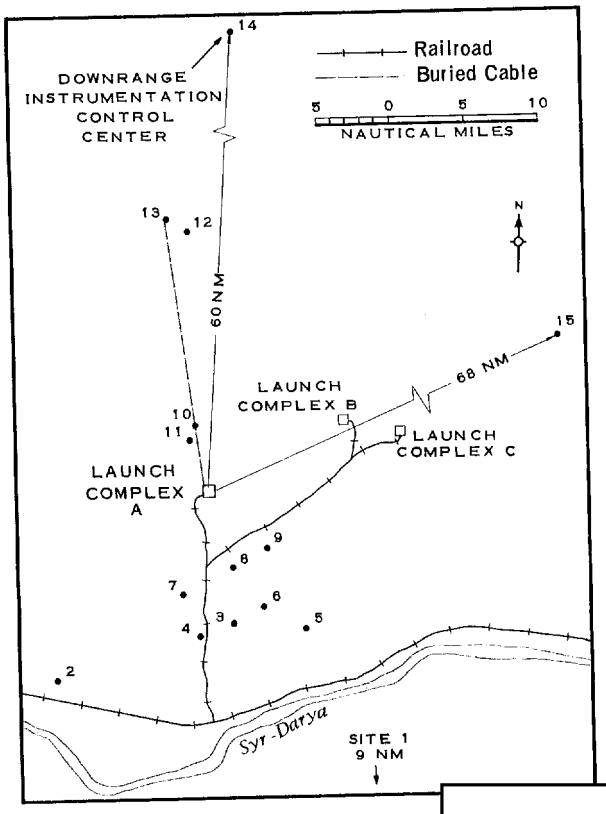 14
DOWNRANGE
INSTRUMENTATION
CONTROL
CENTER
Railroad
Buried Cable
5 0 5 10
NAUTICAL MILES
13
12
N
60NM
15
68 NM
LAUNCH
COMPLEX B
10
11
LAUNCH
COMPLEX C
LAUNCH
COMPLEX
A
9
8
7
6
3
5
4
2
Syr-Darya
SITE 1
9 NM